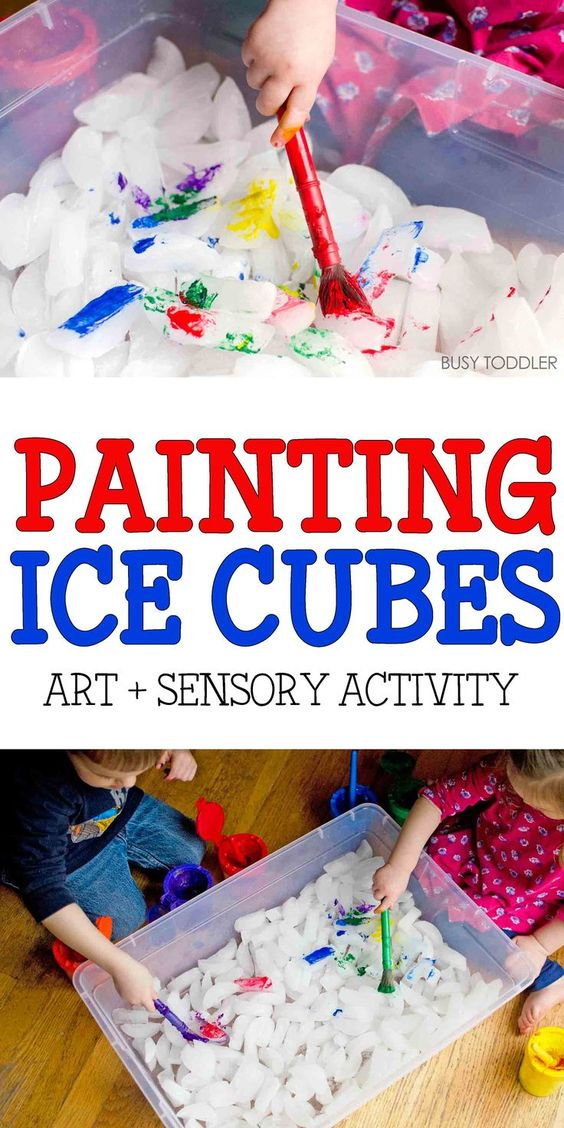 BUSY TODDLER
PAINTING
ICE CUBES
ART + SENSORY ACTIVITY